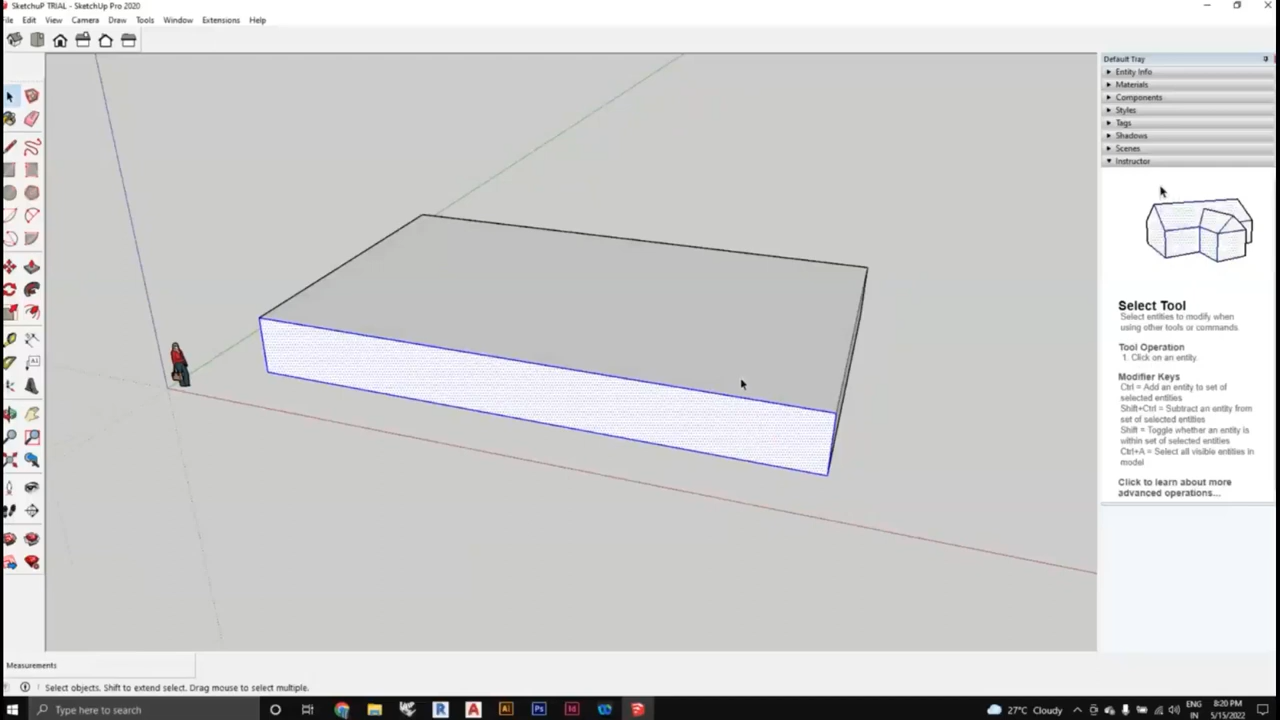 SketchuP TRIAL - SketchUp Pro 2020
File Edit View Camera Draw Tools Window Extensions Help
Default Tray
Entity Info
Materials
Components
Styles
Tags
Shadows
Scenes
Instructor
Select Tool
Select entities to modify when
using other tools or commands.
Tool Operation
1. Click on an entity.
Modifier Keys
Ctrl = Add an entity to set of
selected entities
Shift+Ctrl = Subtract an entity from
set of selected entities
Shift = Toggle whether an entity is
within set of selected entities
Ctrl+A = Select all visible entities in
model
Click to learn about more
advanced operations...
Measurements
Select objects. Shift to extend select. Drag mouse to select multiple.
Type here to search
R
A
Ai
Ps
Id
27°C Cloudy
ENG
IN
8:20 PM
5/15/2022